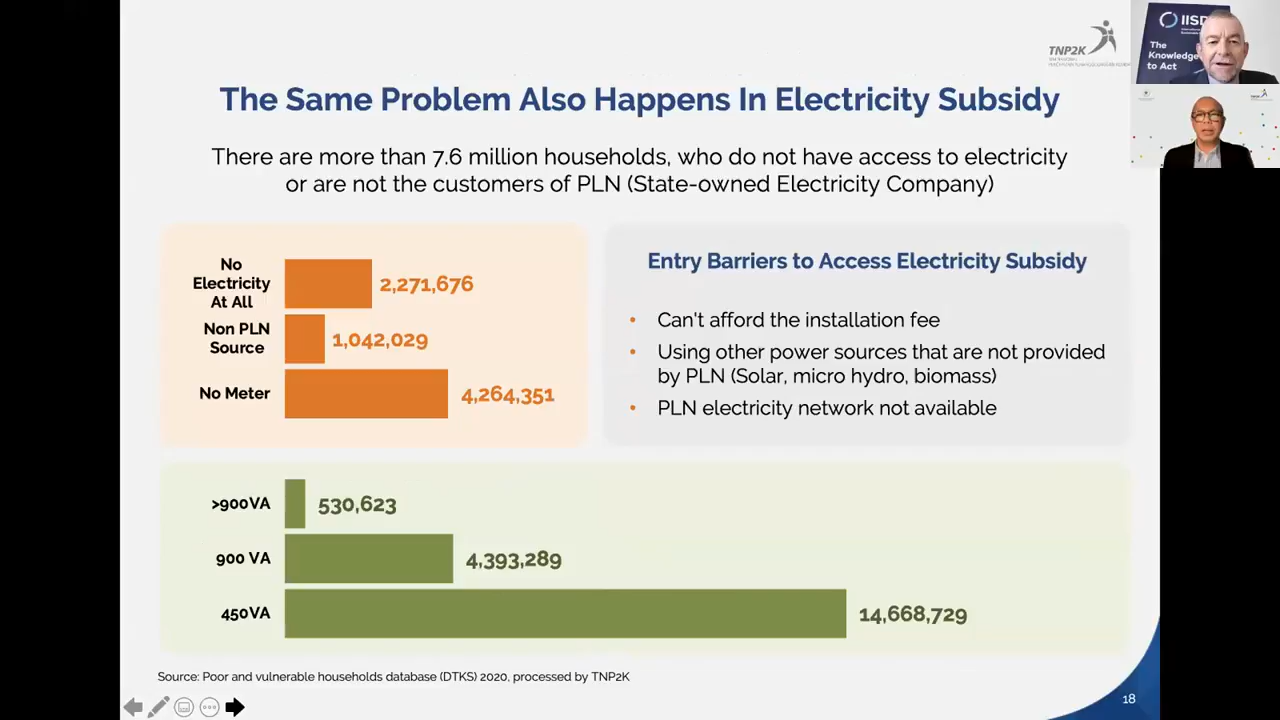 TNP2K
IISD
The
Knowledge
to Act
The Same Problem Also Happens In Electricity Subsidy
There are more than 7.6 million households, who do not have access to electricity
or are not the customers of PLN (State-owned Electricity Company)
No
Electricity
At All
2,271,676
Non PLN
Source
1,042,029
No Meter
4,264,351
Entry Barriers to Access Electricity Subsidy
• Can't afford the installation fee
• Using other power sources that are not provided
by PLN (Solar, micro hydro, biomass)
• PLN electricity network not available
>900VA
530,623
900 VA
4,393,289
450VA
14,668,729
Source: Poor and vulnerable households database (DTKS) 2020, processed by TNP2K
18